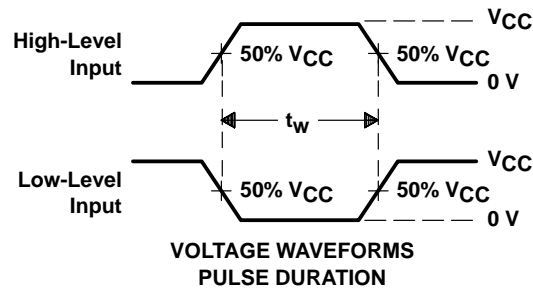 High-Level
Input
50% VCC
50% VCC
VCC
0 V
tw
Low-Level
Input
50% VCC
50% VCC
VCC
0 V
VOLTAGE WAVEFORMS
PULSE DURATION